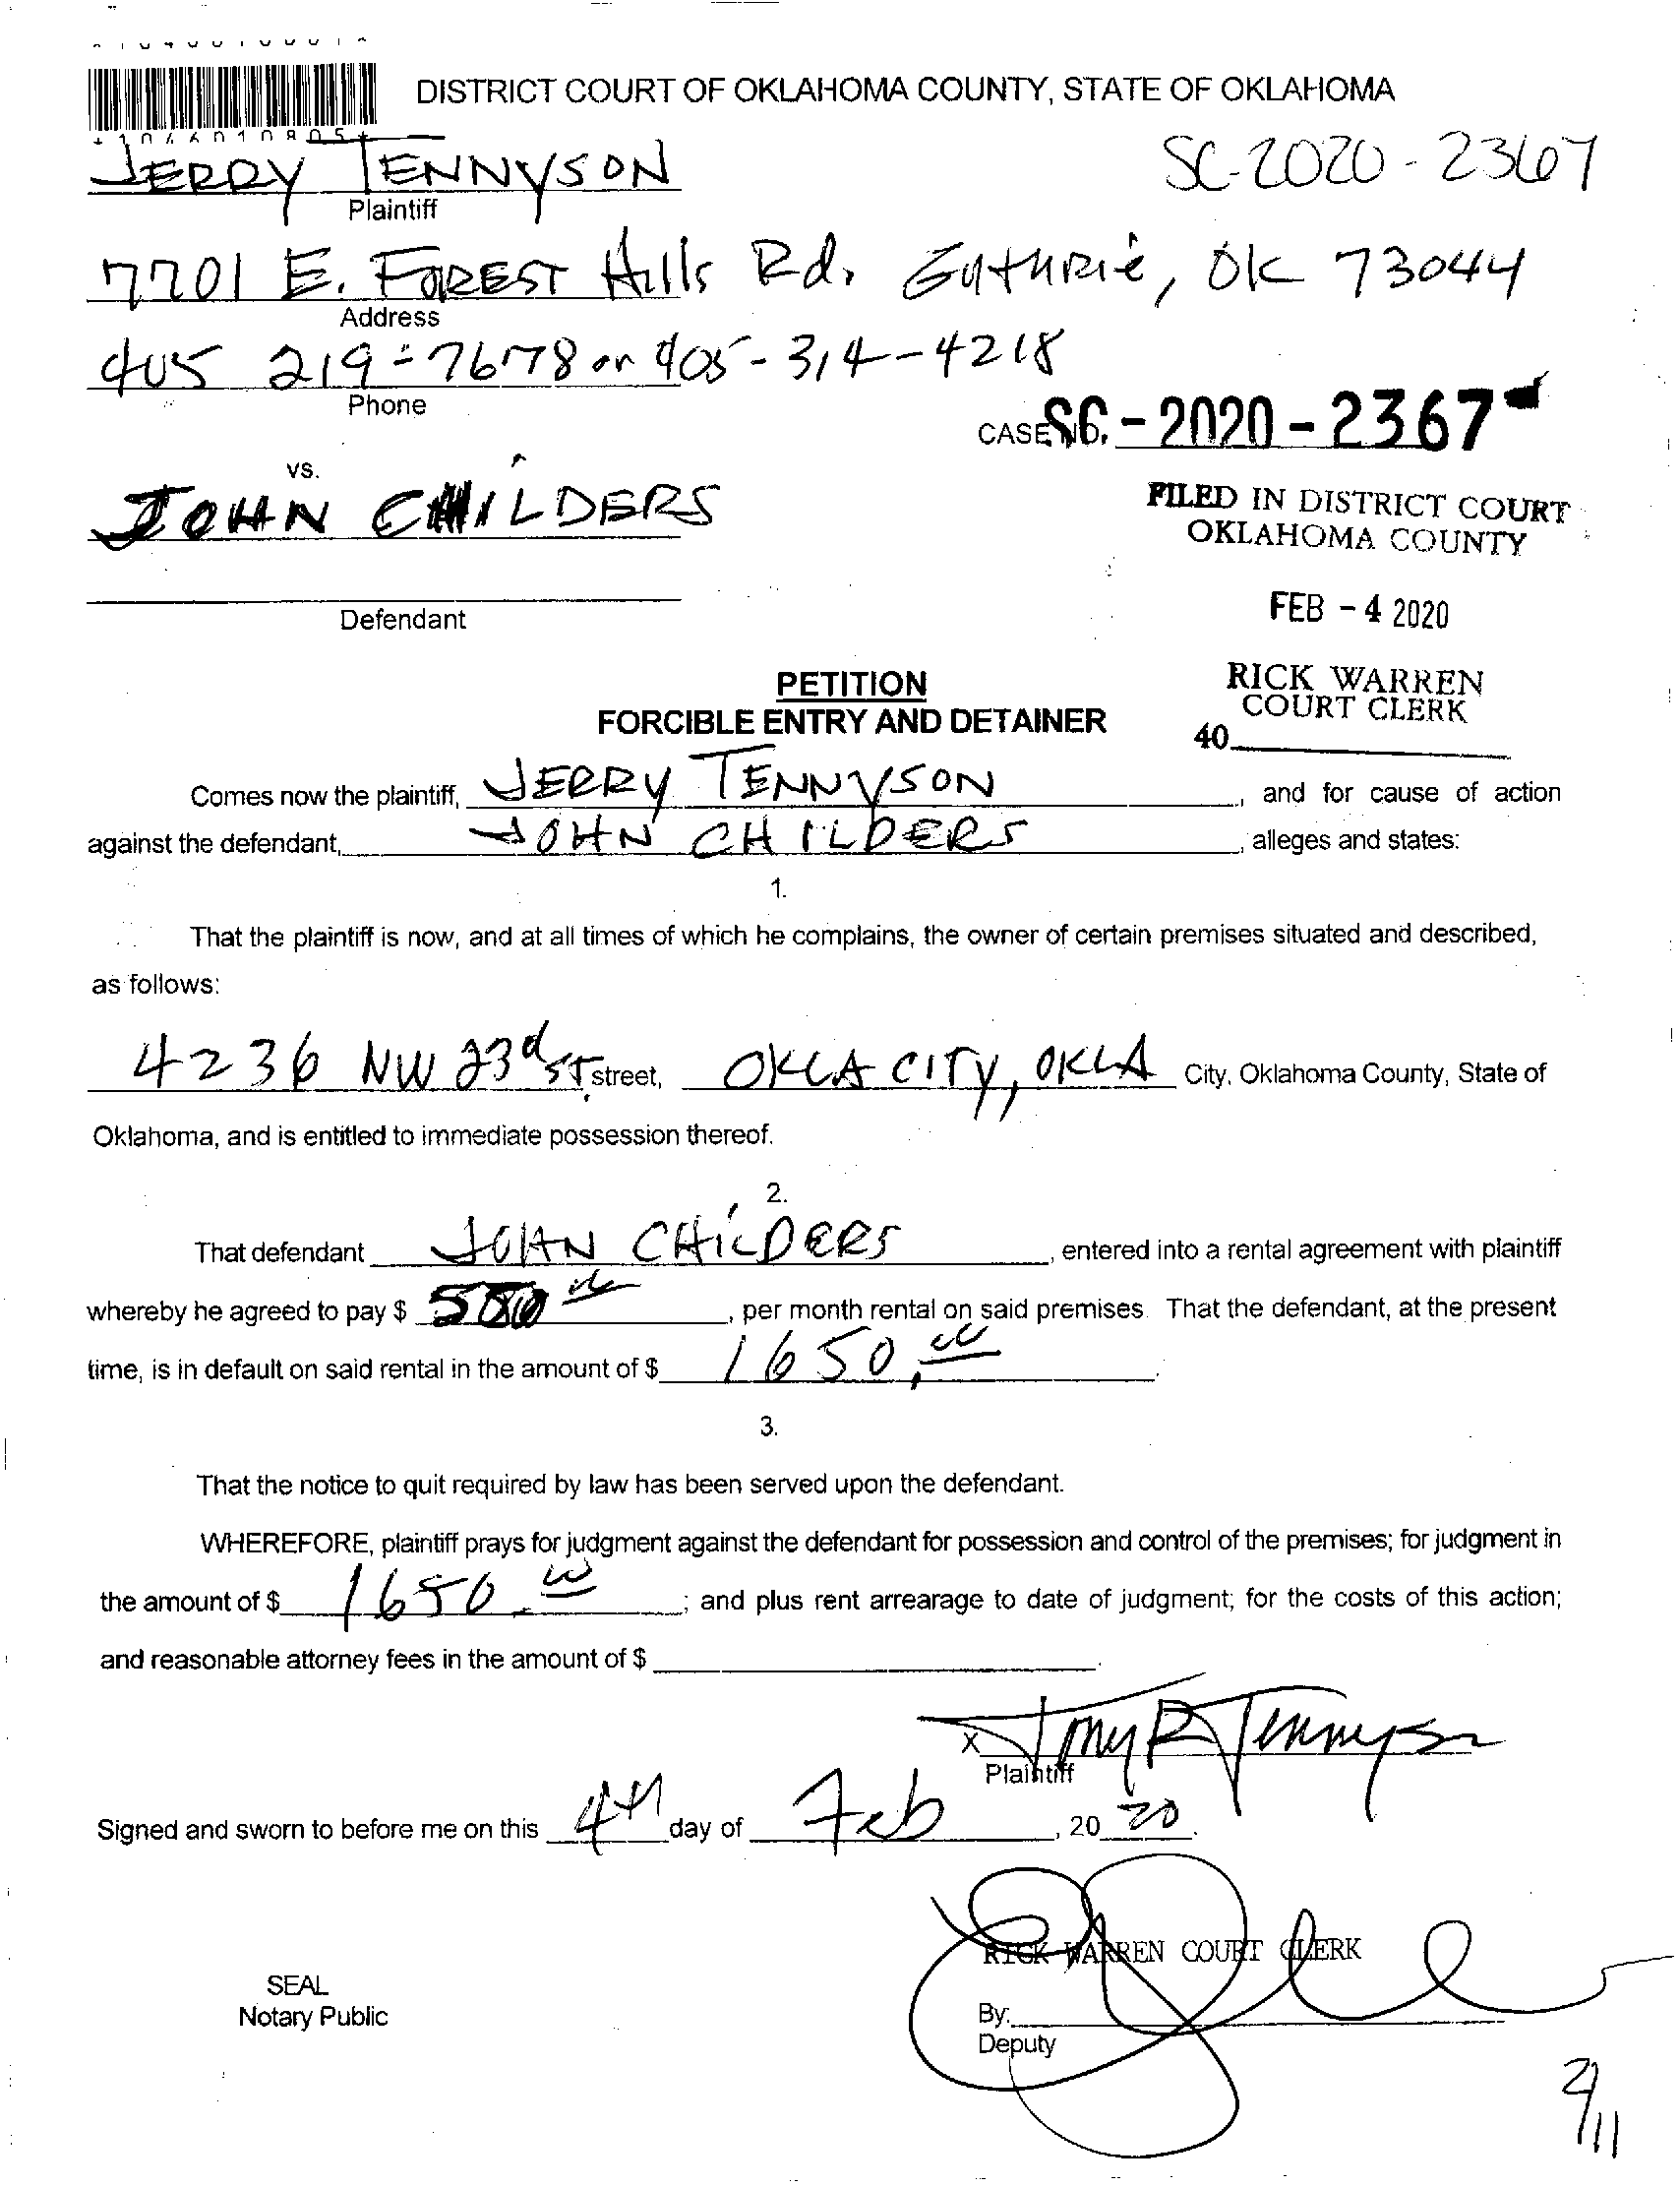 DISTRICT COURT OF OKLAHOMA COUNTY, STATE OF OKLAHOMA
JERRY TENNYSON
SC-2020-2367
Plaintiff
7701 E. FOREST Hills Rd, GuthRie, OK 73044
Address
405 219-7678 or 405-314-4218
Phone
CASE NO. SC-2020-2367
vs.
JOHN CHILDERS
FILED IN DISTRICT COURT
OKLAHOMA COUNTY
FEB - 4 2020
Defendant
RICK WARREN
COURT CLERK
40
PETITION
FORCIBLE ENTRY AND DETAINER
Comes now the plaintiff, JERRY TENNYSON, and for cause of action
against the defendant, JOHN CHILDERS, alleges and states:
1.
That the plaintiff is now, and at all times of which he complains, the owner of certain premises situated and described,
as follows:
4236 NW 23d ST. street, OKLA CITY, OKLA City, Oklahoma County, State of
Oklahoma, and is entitled to immediate possession thereof.
2.
That defendant JOHN CHILDERS, entered into a rental agreement with plaintiff
whereby he agreed to pay $, per month rental on said premises. That the defendant, at the present
time, is in default on said rental in the amount of $ 1650.00.
3.
That the notice to quit required by law has been served upon the defendant.
WHEREFORE, plaintiff prays for judgment against the defendant for possession and control of the premises; for judgment in
the amount of $ 1650.00; and plus rent arrearage to date of judgment; for the costs of this action;
and reasonable attorney fees in the amount of $.
X Tennyson
Plaintiff
Signed and sworn to before me on this 4th day of Feb, 2020.
RICK WARREN COURT CLERK
SEAL
Notary Public
By:
Deputy
2/11